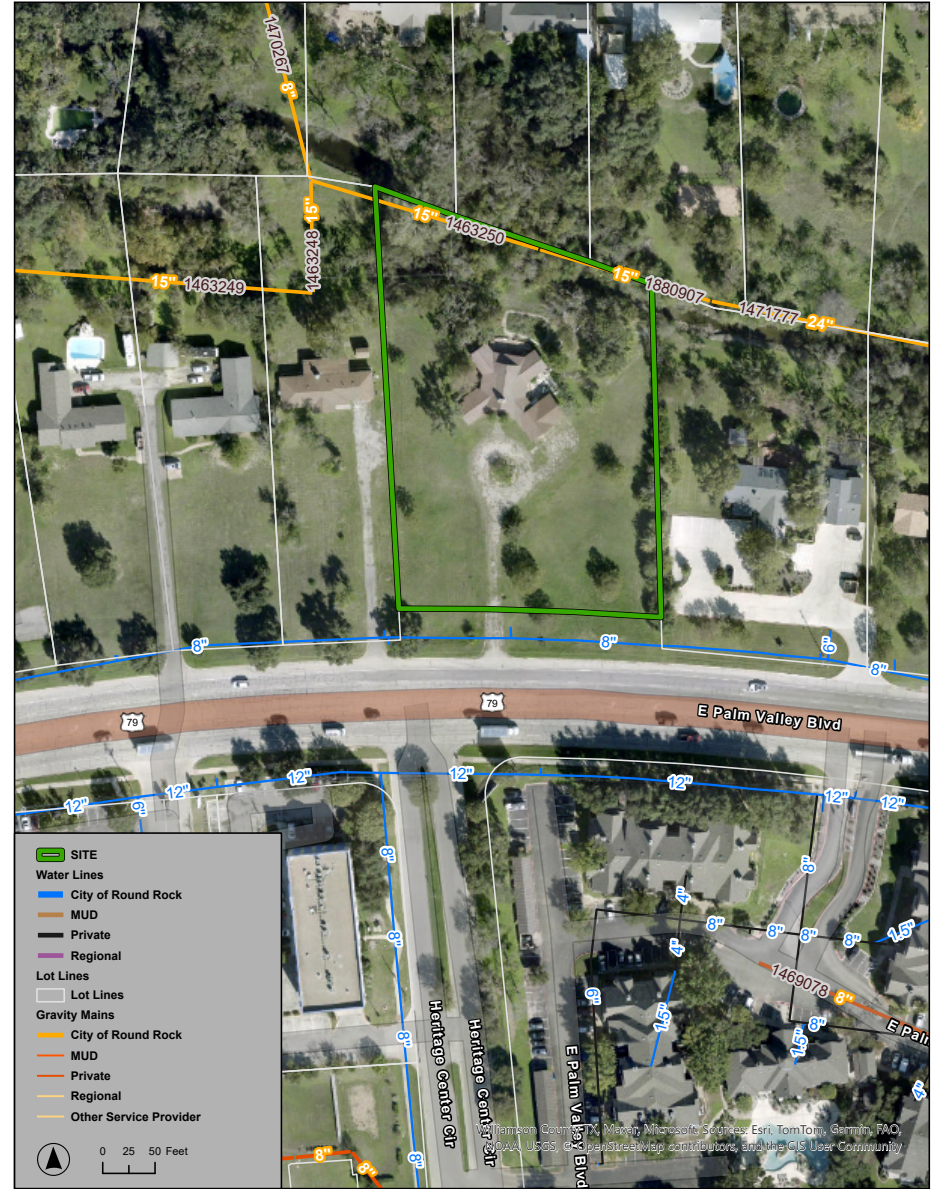 1470267
8"
15"
1463250
15"
1463248
15"
1463249
15"
1880907
1471777
24"
8"
8"
6"
8"
79
79
E Palm Valley Blvd
12"
12"
12"
12"
12"
12"
12"
6"
8"
8"
8"
8"
8"
4"
4"
8"
8"
8"
8"
1.5"
6"
1469078
8"
E Palm
1.5"
8"
1.5"
4"
Heritage Center Cir
Heritage Center Cir
E Palm Valley Blvd
8"
8"
SITE
Water Lines
City of Round Rock
MUD
Private
Regional
Lot Lines
Lot Lines
Gravity Mains
City of Round Rock
MUD
Private
Regional
Other Service Provider
0 25 50 Feet
Williamson County, TX, Maxar, Microsoft, Sources: Esri, TomTom, Garmin, FAO,
NOAA, USGS, © OpenStreetMap contributors, and the GIS User Community